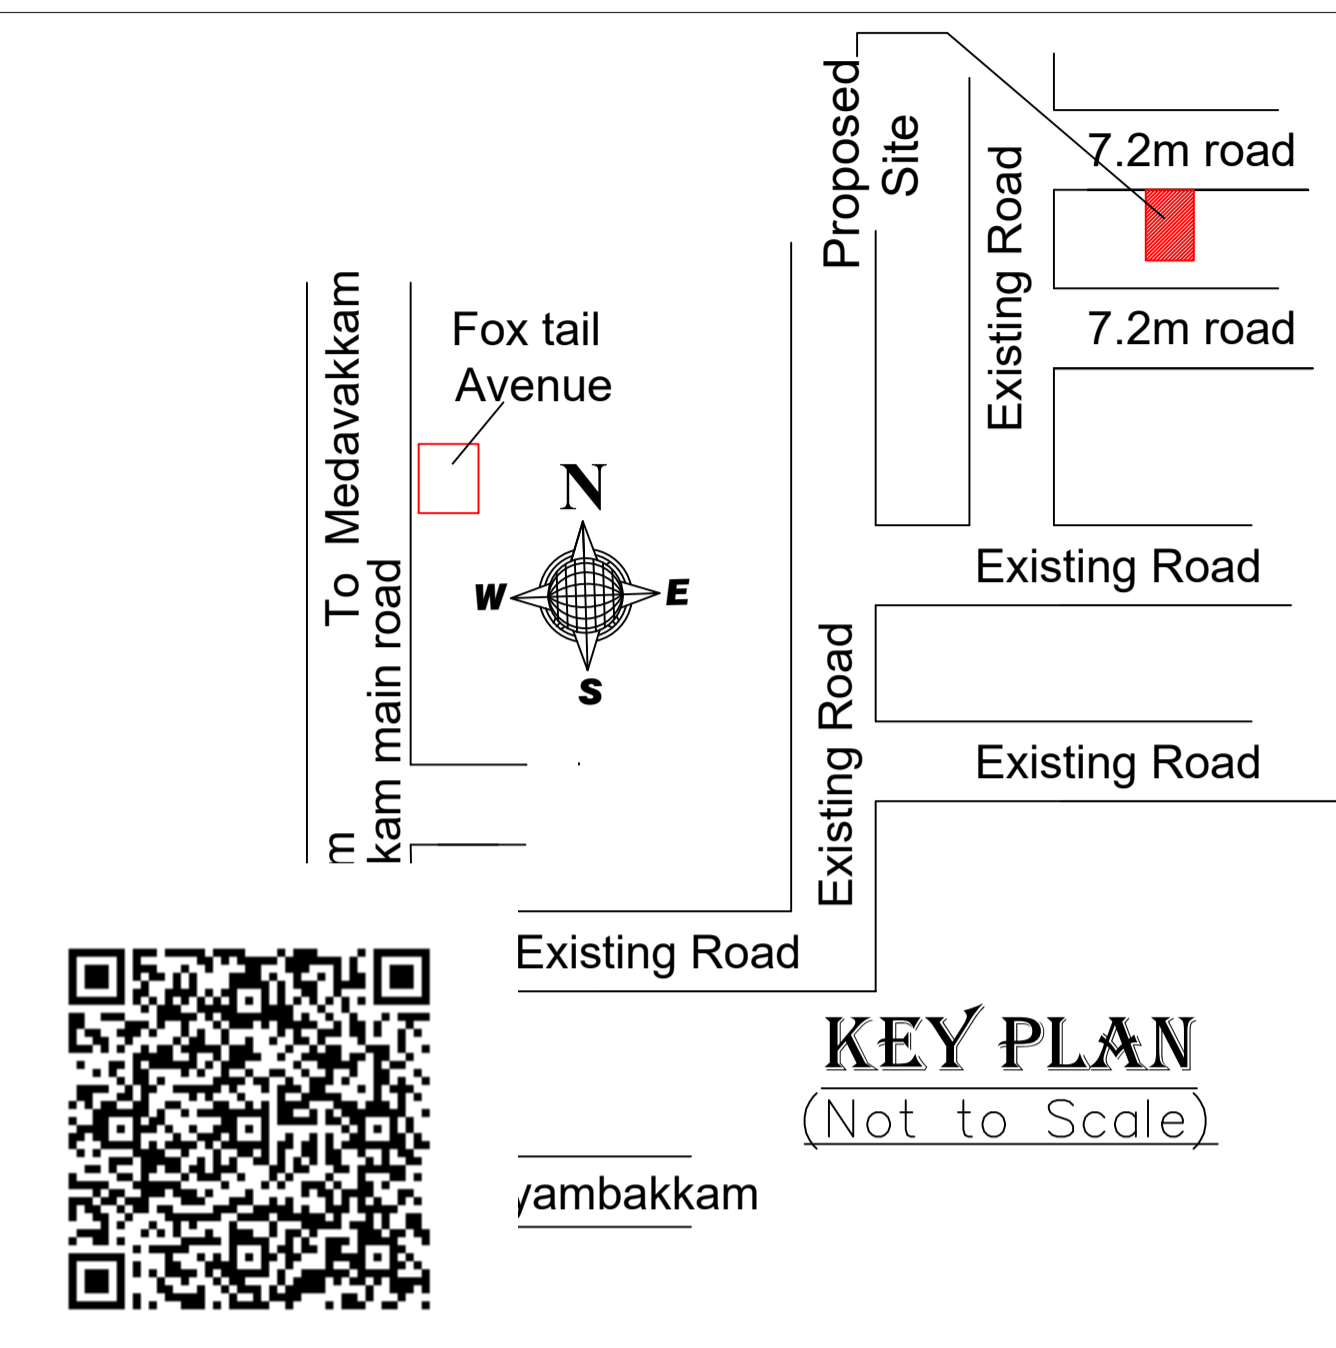 Proposed
Site
7.2m road
Existing Road
7.2m road
To Medavakkam
kam main road
m
Fox tail
Avenue
N
W
E
S
Existing Road
Existing Road
Existing Road
Existing Road
KEY PLAN
(Not to Scale)
yambakkam